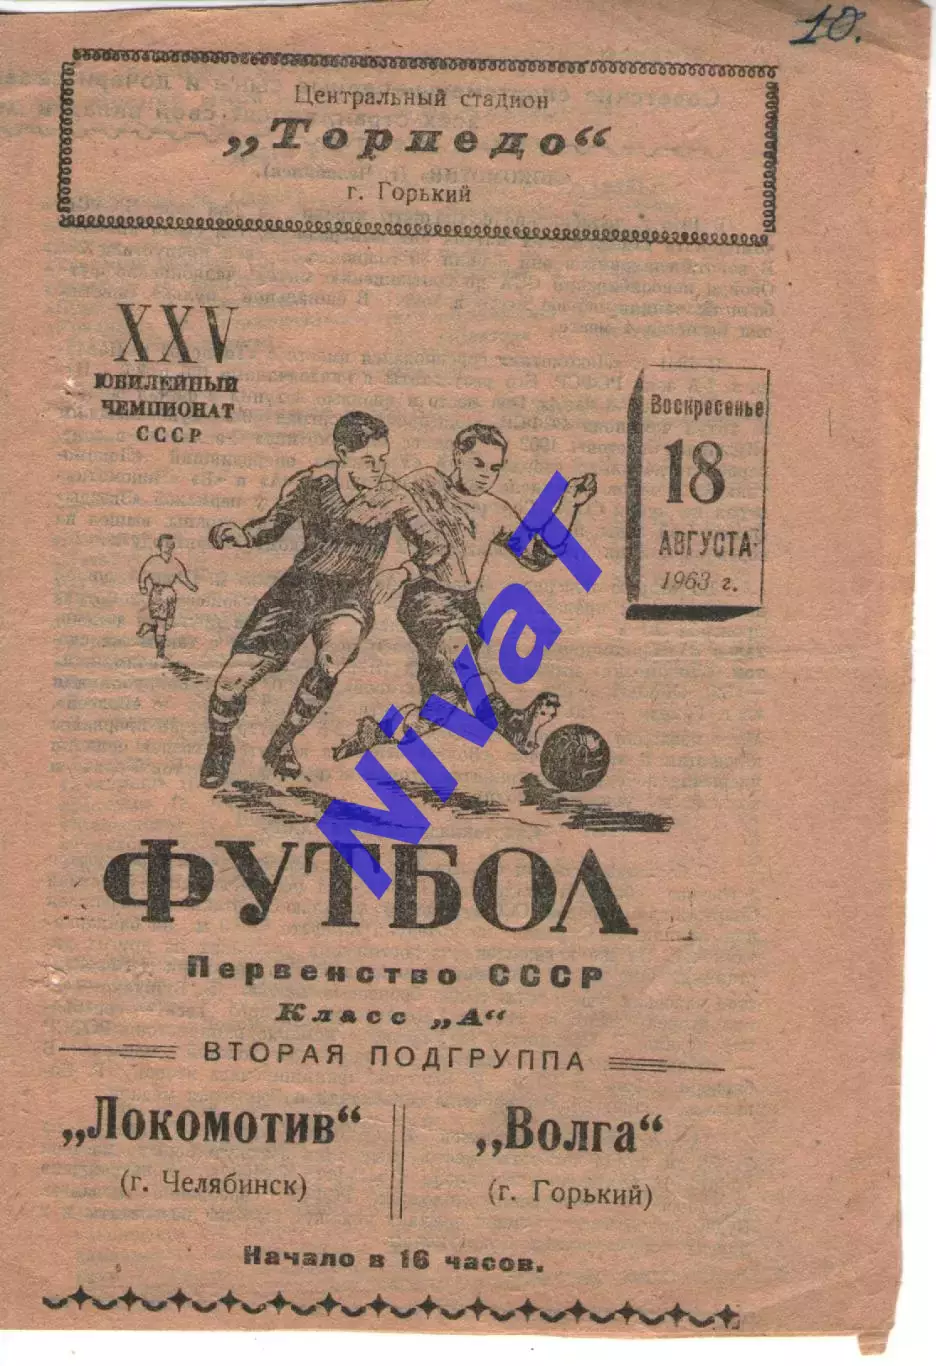 10.
Центральный стадион
„Торпедо“
г. Горький
XXV
ЮБИЛЕЙНЫЙ
ЧЕМПИОНАТ
СССР
Воскресенье
18
АВГУСТА
1963 г.
NivaT
ФУТБОЛ
Первенство СССР
Класс „А“
ВТОРАЯ ПОДГРУППА
„Локомотив“
(г. Челябинск)
„Волга“
(г. Горький)
Начало в 16 часов.